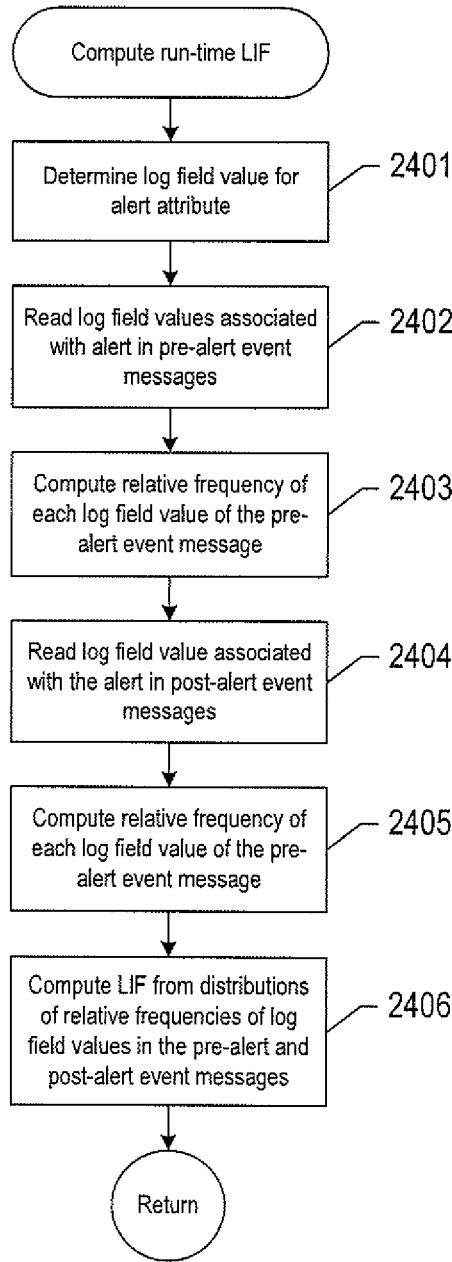 Compute run-time LIF
Determine log field value for
alert attribute
2401
Read log field values associated
with alert in pre-alert event
messages
2402
Compute relative frequency of
each log field value of the pre-
alert event message
2403
Read log field value associated
with the alert in post-alert event
messages
2404
Compute relative frequency of
each log field value of the pre-
alert event message
2405
Compute LIF from distributions
of relative frequencies of log
field values in the pre-alert and
post-alert event messages
2406
Return